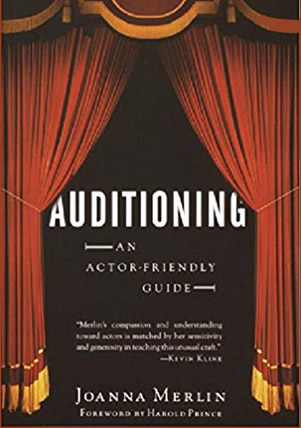 AUDITIONING
AN
ACTOR-FRIENDLY
GUIDE
"Merlin's compassion and understanding
toward actors is matched by her sensitivity
and generosity in teaching this unusual craft."
—KEVIN KLINE
JOANNA MERLIN
FOREWORD BY HAROLD PRINCE